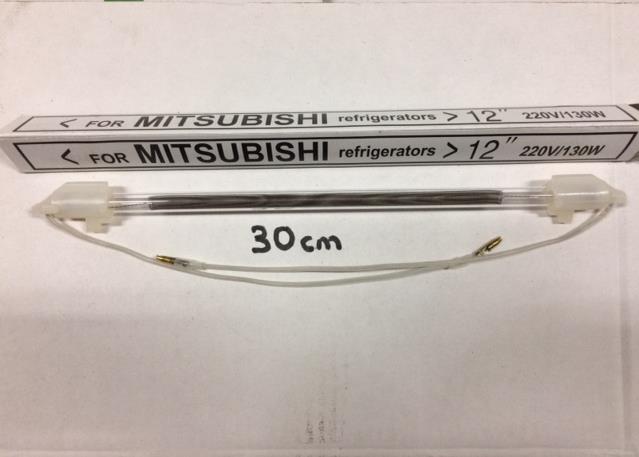 < FOR MITSUBISHI refrigerators > 12" 220V/130W
< FOR MITSUBISHI refrigerators > 12" 220V/130W
30cm